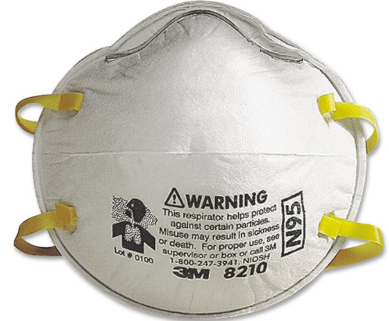 ⚠WARNING
This respirator helps protect
against certain particles.
Misuse may result in sickness
or death. For proper use, see
supervisor or box or call 3M
1-800-247-3941. NIOSH
3M 8210
N95
Lot # 0100